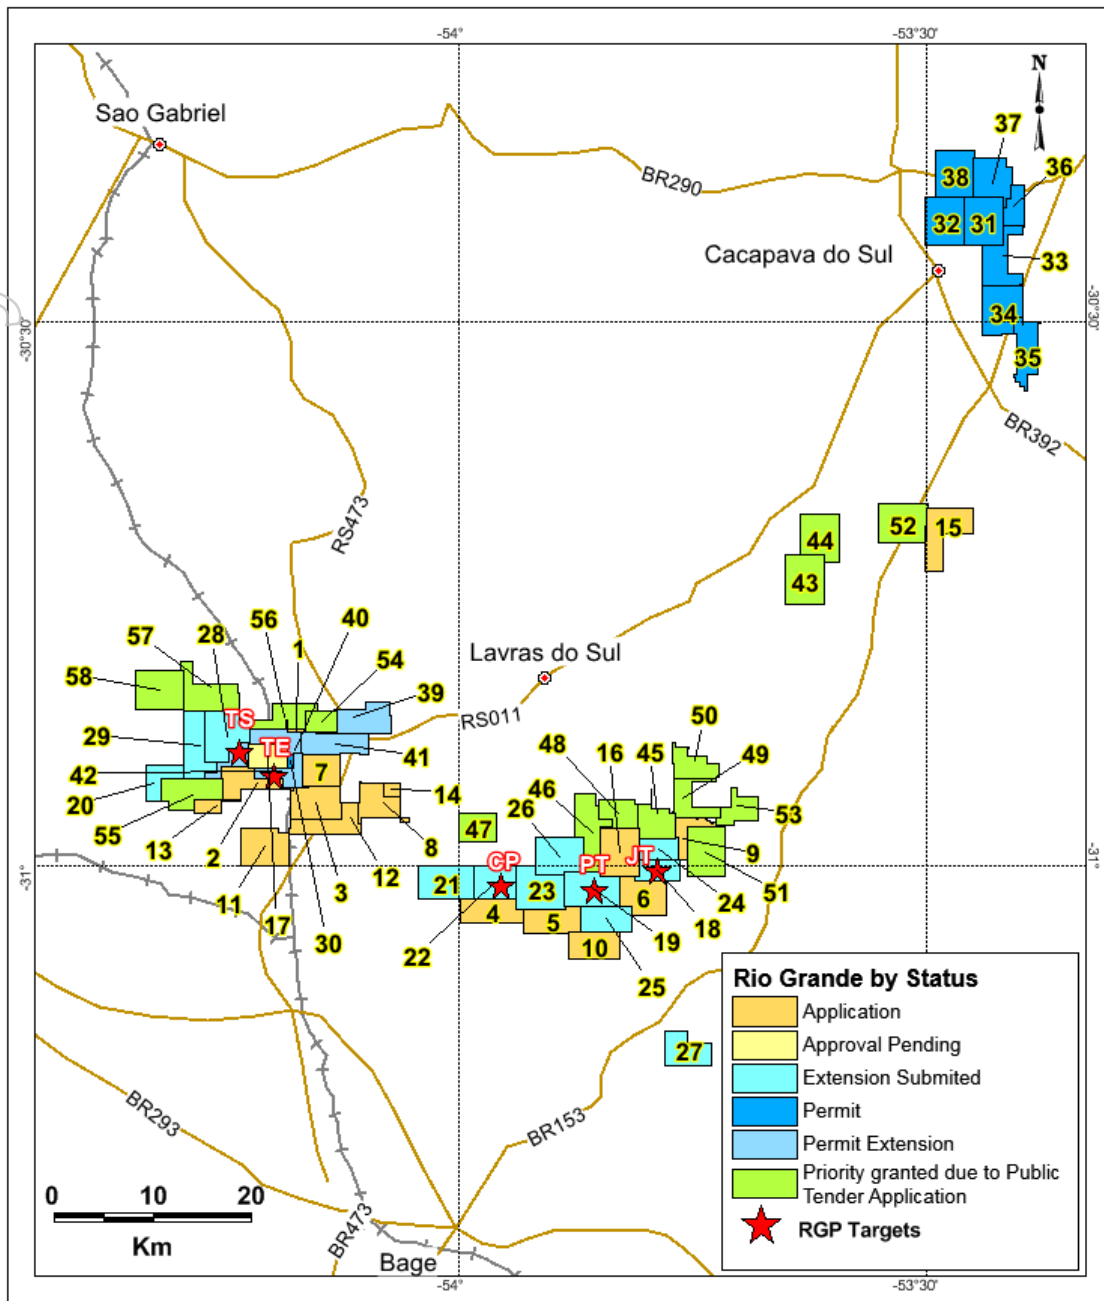 -54°
-53°30'
N
Sao Gabriel
37
36
38
BR290
32
31
Cacapava do Sul
33
-30°30'
-30°30'
34
35
BR392
RS473
52
15
44
43
56
40
28
1
57
54
Lavras do Sul
58
39
TS
RS011
50
29
TE
48
16
45
49
41
42
7
46
20
14
26
53
55
47
13
2
8
9
12
JT
-31°
CP
PT
51
-31°
11
3
21
23
24
17
6
18
4
5
30
22
19
10
25
27
Rio Grande by Status
Application
Approval Pending
Extension Submited
Permit
Permit Extension
Priority granted due to Public
Tender Application
RGP Targets
BR293
BR153
0 10 20
Km
BR473
Bage
-54°
-53°30'